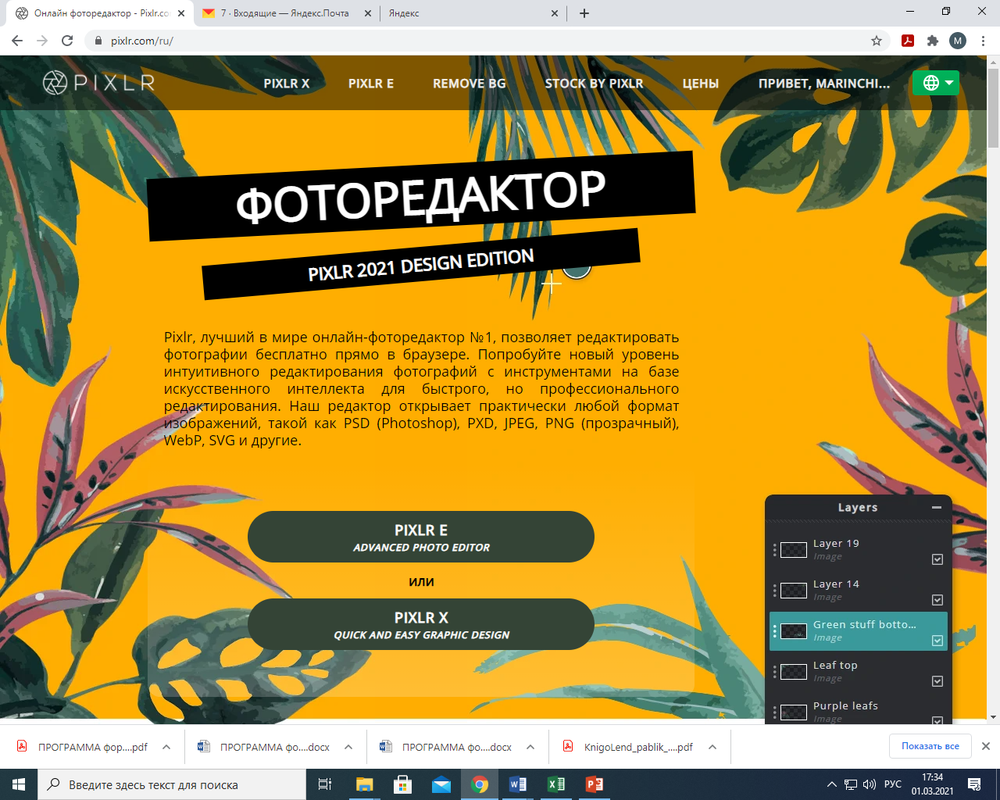 Онлайн фоторедактор - Pixlr.co
7 · Входящие — Яндекс.Почта
Яндекс
pixlr.com/ru/
M
PIXLR
PIXLR X
PIXLR E
REMOVE BG
STOCK BY PIXLR
ЦЕНЫ
ПРИВЕТ, MARINCHI...
ФОТОРЕДАКТОР
PIXLR 2021 DESIGN EDITION
Pixlr, лучший в мире онлайн-фоторедактор №1, позволяет редактировать
фотографии бесплатно прямо в браузере. Попробуйте новый уровень
интуитивного редактирования фотографий с инструментами на базе
искусственного интеллекта для быстрого, но профессионального
редактирования. Наш редактор открывает практически любой формат
изображений, такой как PSD (Photoshop), PXD, JPEG, PNG (прозрачный),
WebP, SVG и другие.
PIXLR E
ADVANCED PHOTO EDITOR
ИЛИ
PIXLR X
QUICK AND EASY GRAPHIC DESIGN
Layers
Layer 19
Image
Layer 14
Image
Green stuff botto...
Image
Leaf top
Image
Purple leafs
Image
ПРОГРАММА фор....pdf
ПРОГРАММА фо....docx
ПРОГРАММА фо....docx
KnigoLend_pablik_....pdf
Показать все
Введите здесь текст для поиска
РУС
17:34
01.03.2021